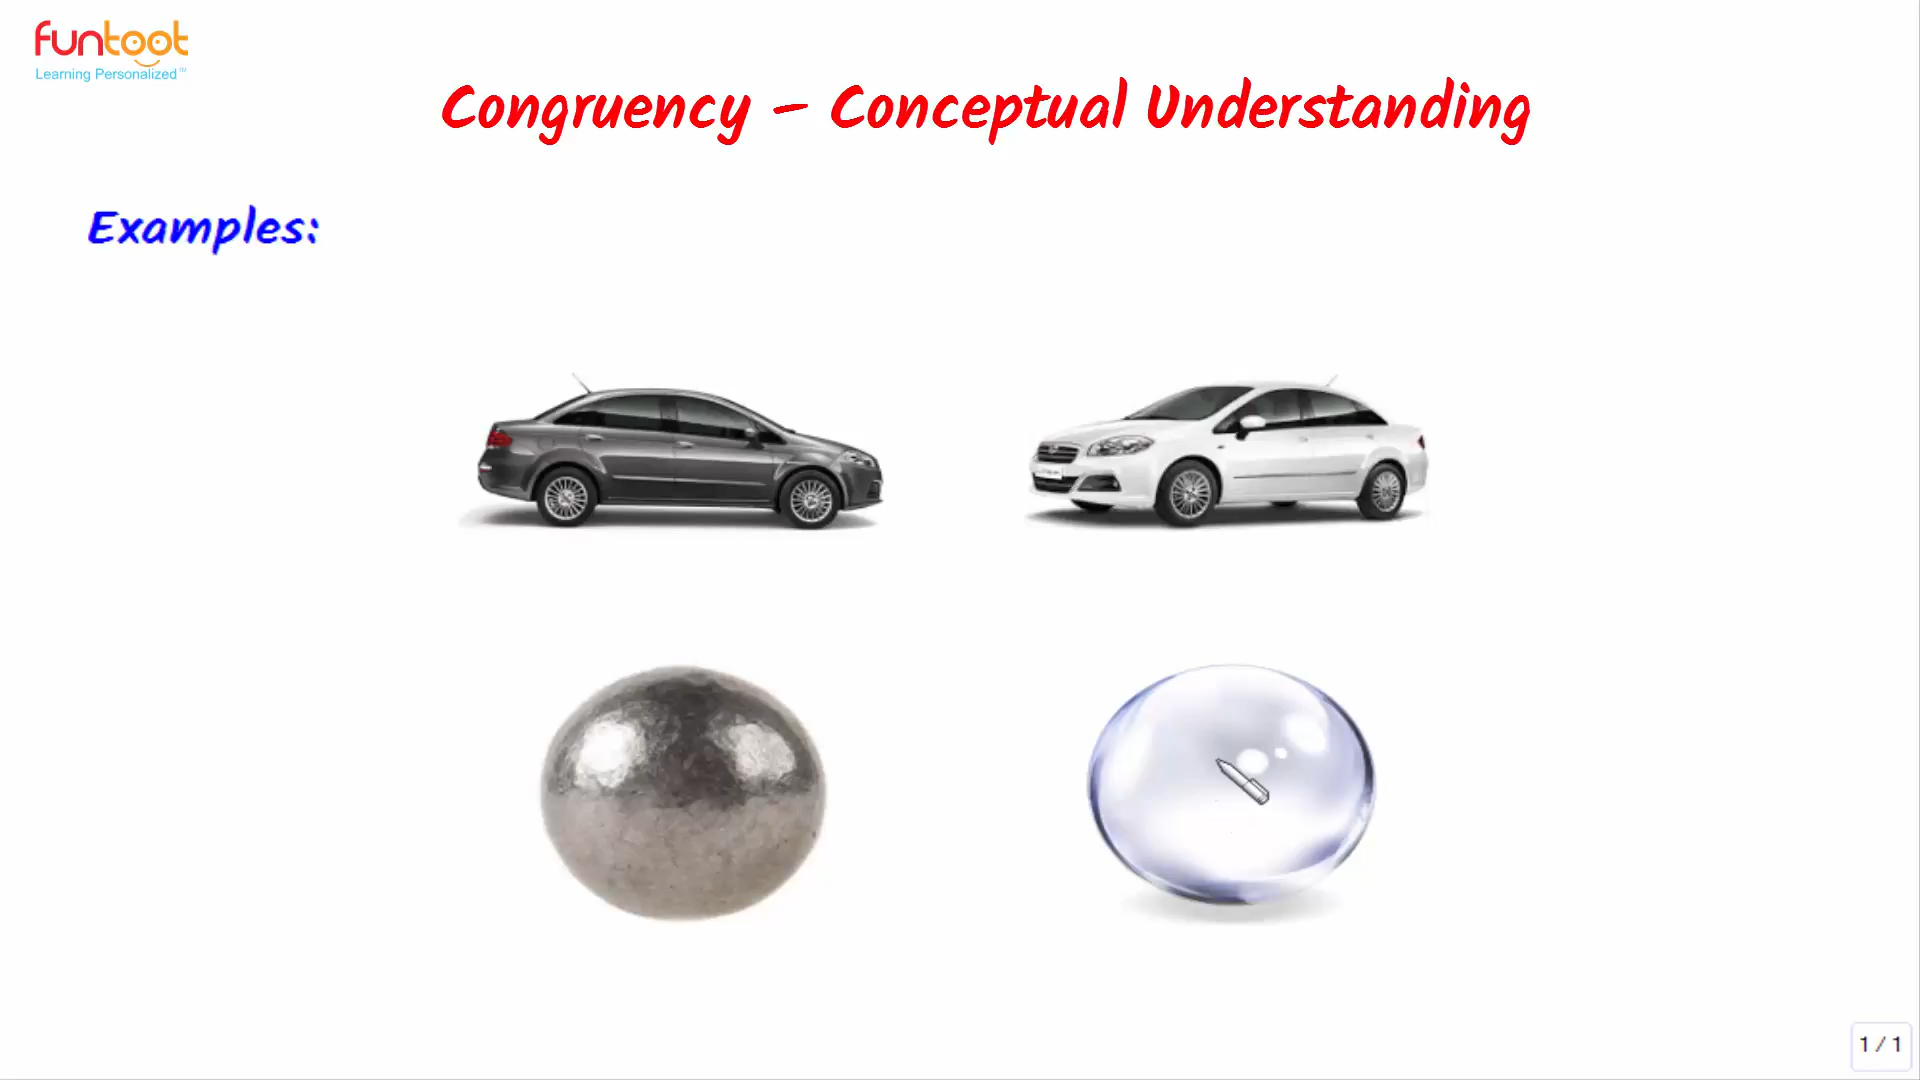 funtoot
Learning Personalized™
Congruency – Conceptual Understanding
Examples:
1 / 1